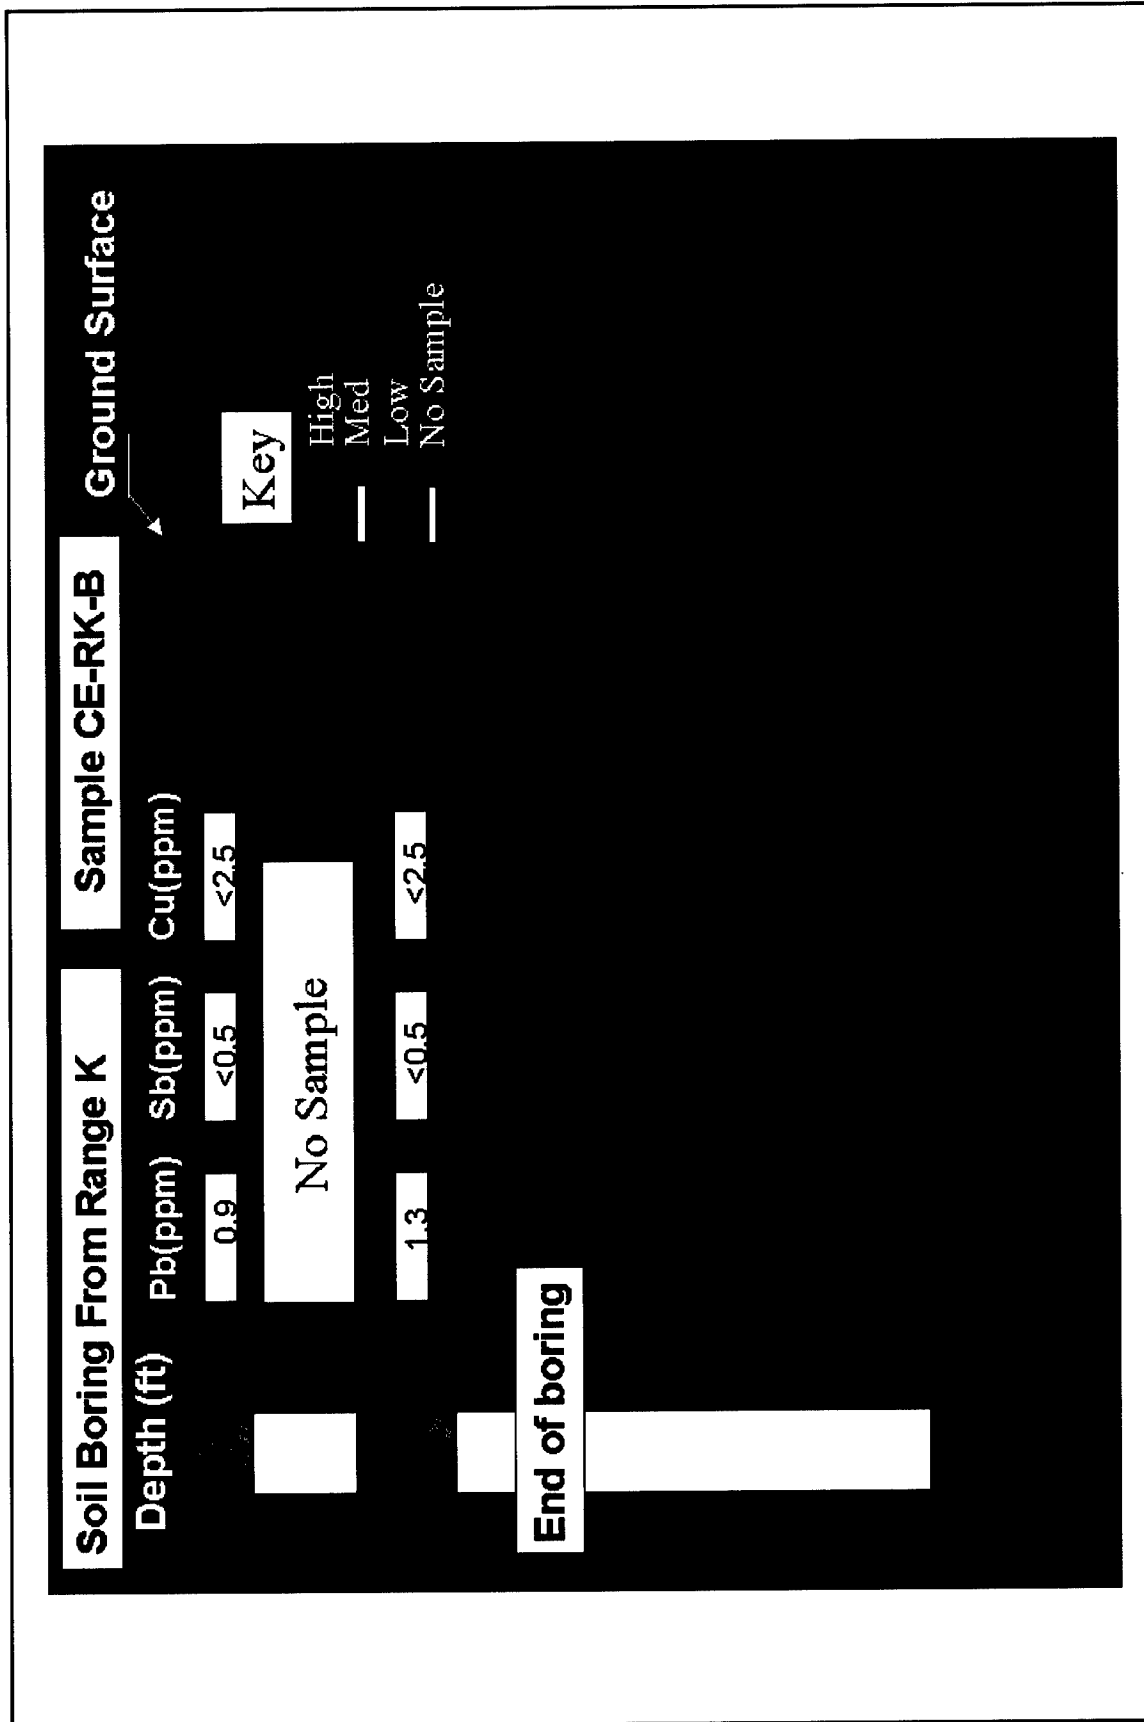 Soil Boring From Range K
Sample CE-RK-B
Ground Surface
Depth (ft)
Pb(ppm)
Sb(ppm)
Cu(ppm)
0.9
<0.5
<2.5
No Sample
1.3
<0.5
<2.5
End of boring
Key
High
Med
Low
No Sample